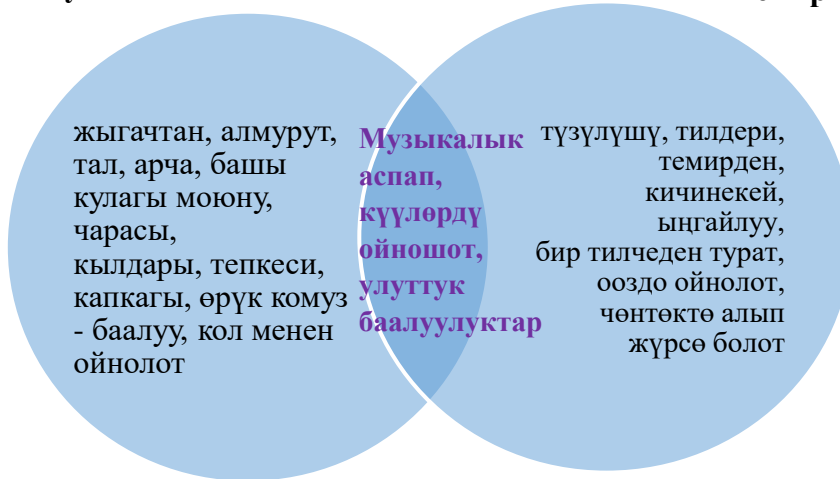 жыгачтан, алмурут,
тал, арча, башы
кулагы моюну,
чарасы,
кылдары, тепкеси,
капкагы, өрүк комуз
- баалуу, кол менен
ойнолот
Музыкалык
аспап,
күүлөрдү
ойношот,
улуттук
баалуулуктар
түзүлүшү, тилдери,
темирден,
кичинекей,
ыңгайлуу,
бир тилчеден турат,
ооздо ойнолот,
чөнтөктө алып
жүрсө болот